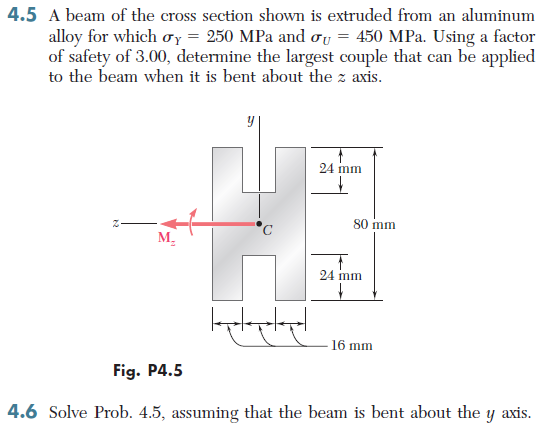 4.5 A beam of the cross section shown is extruded from an aluminum
alloy for which σY = 250 MPa and σU = 450 MPa. Using a factor
of safety of 3.00, determine the largest couple that can be applied
to the beam when it is bent about the z axis.
y
24 mm
z
C
80 mm
Mz
24 mm
16 mm
Fig. P4.5
4.6 Solve Prob. 4.5, assuming that the beam is bent about the y axis.